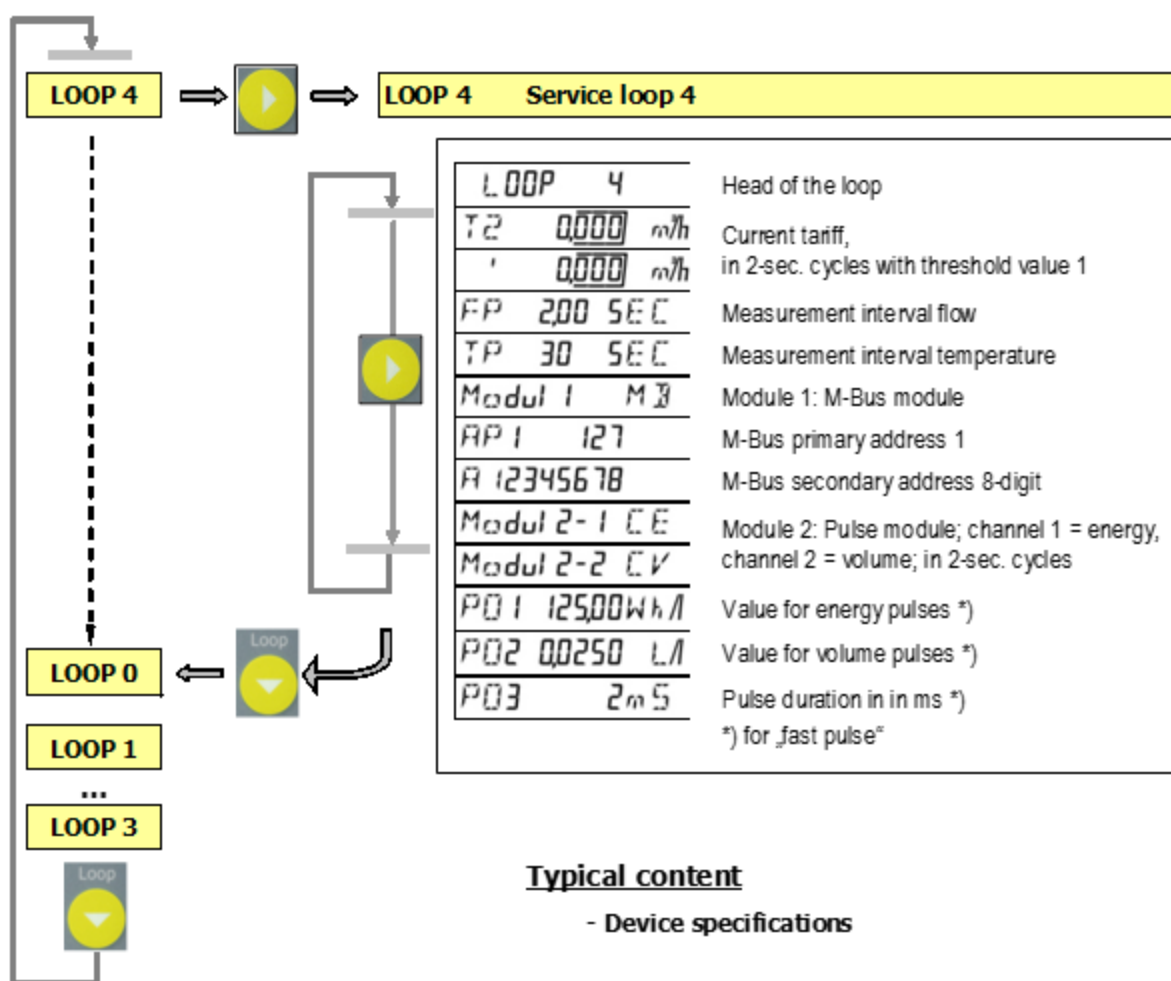 LOOP 4
LOOP 4 Service loop 4
LOOP 4 Head of the loop
T2 0,000 m³/h Current tariff,
' 0,000 m³/h in 2-sec. cycles with threshold value 1
FP 2,00 SEC Measurement interval flow
TP 30 SEC Measurement interval temperature
Modul 1 MB Module 1: M-Bus module
AP1 127 M-Bus primary address 1
A 12345678 M-Bus secondary address 8-digit
Modul 2-1 CE Module 2: Pulse module; channel 1 = energy,
Modul 2-2 CV channel 2 = volume; in 2-sec. cycles
PO1 125,00 Wh/I Value for energy pulses *)
PO2 0,0250 L/I Value for volume pulses *)
PO3 2mS Pulse duration in in ms *)
*) for „fast pulse“
Loop
LOOP 0
LOOP 1
...
LOOP 3
Loop
Typical content
- Device specifications